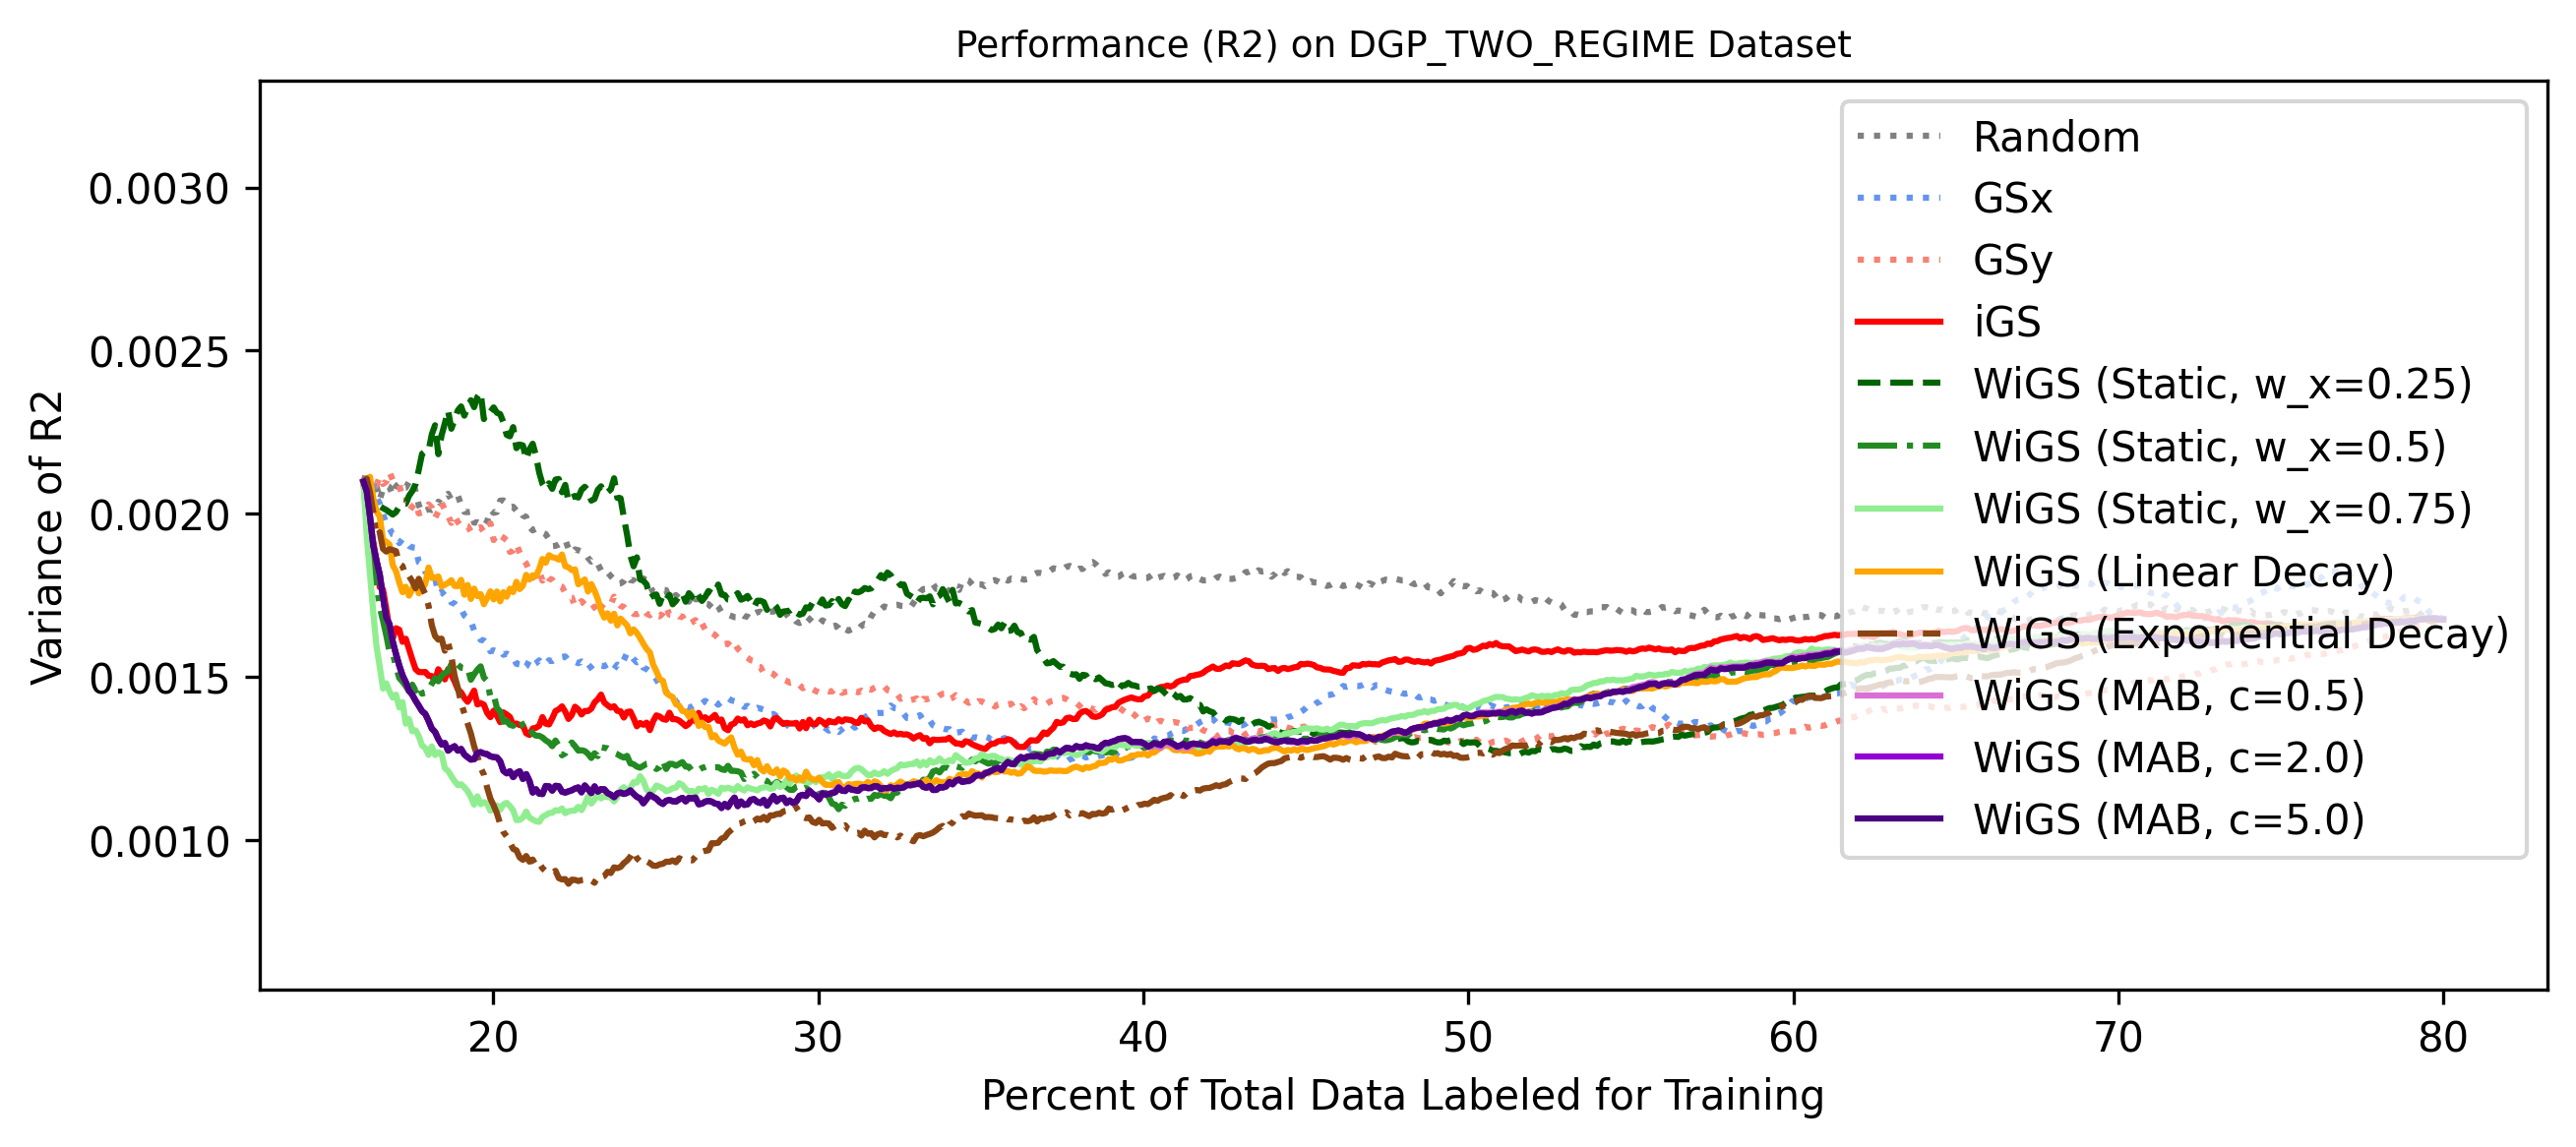 Performance (R2) on DGP_TWO_REGIME Dataset
Variance of R2
0.0030
0.0025
0.0020
0.0015
0.0010
20 30 40 50 60 70 80
Percent of Total Data Labeled for Training
Random
GSx
GSy
iGS
WiGS (Static, w_x=0.25)
WiGS (Static, w_x=0.5)
WiGS (Static, w_x=0.75)
WiGS (Linear Decay)
WiGS (Exponential Decay)
WiGS (MAB, c=0.5)
WiGS (MAB, c=2.0)
WiGS (MAB, c=5.0)